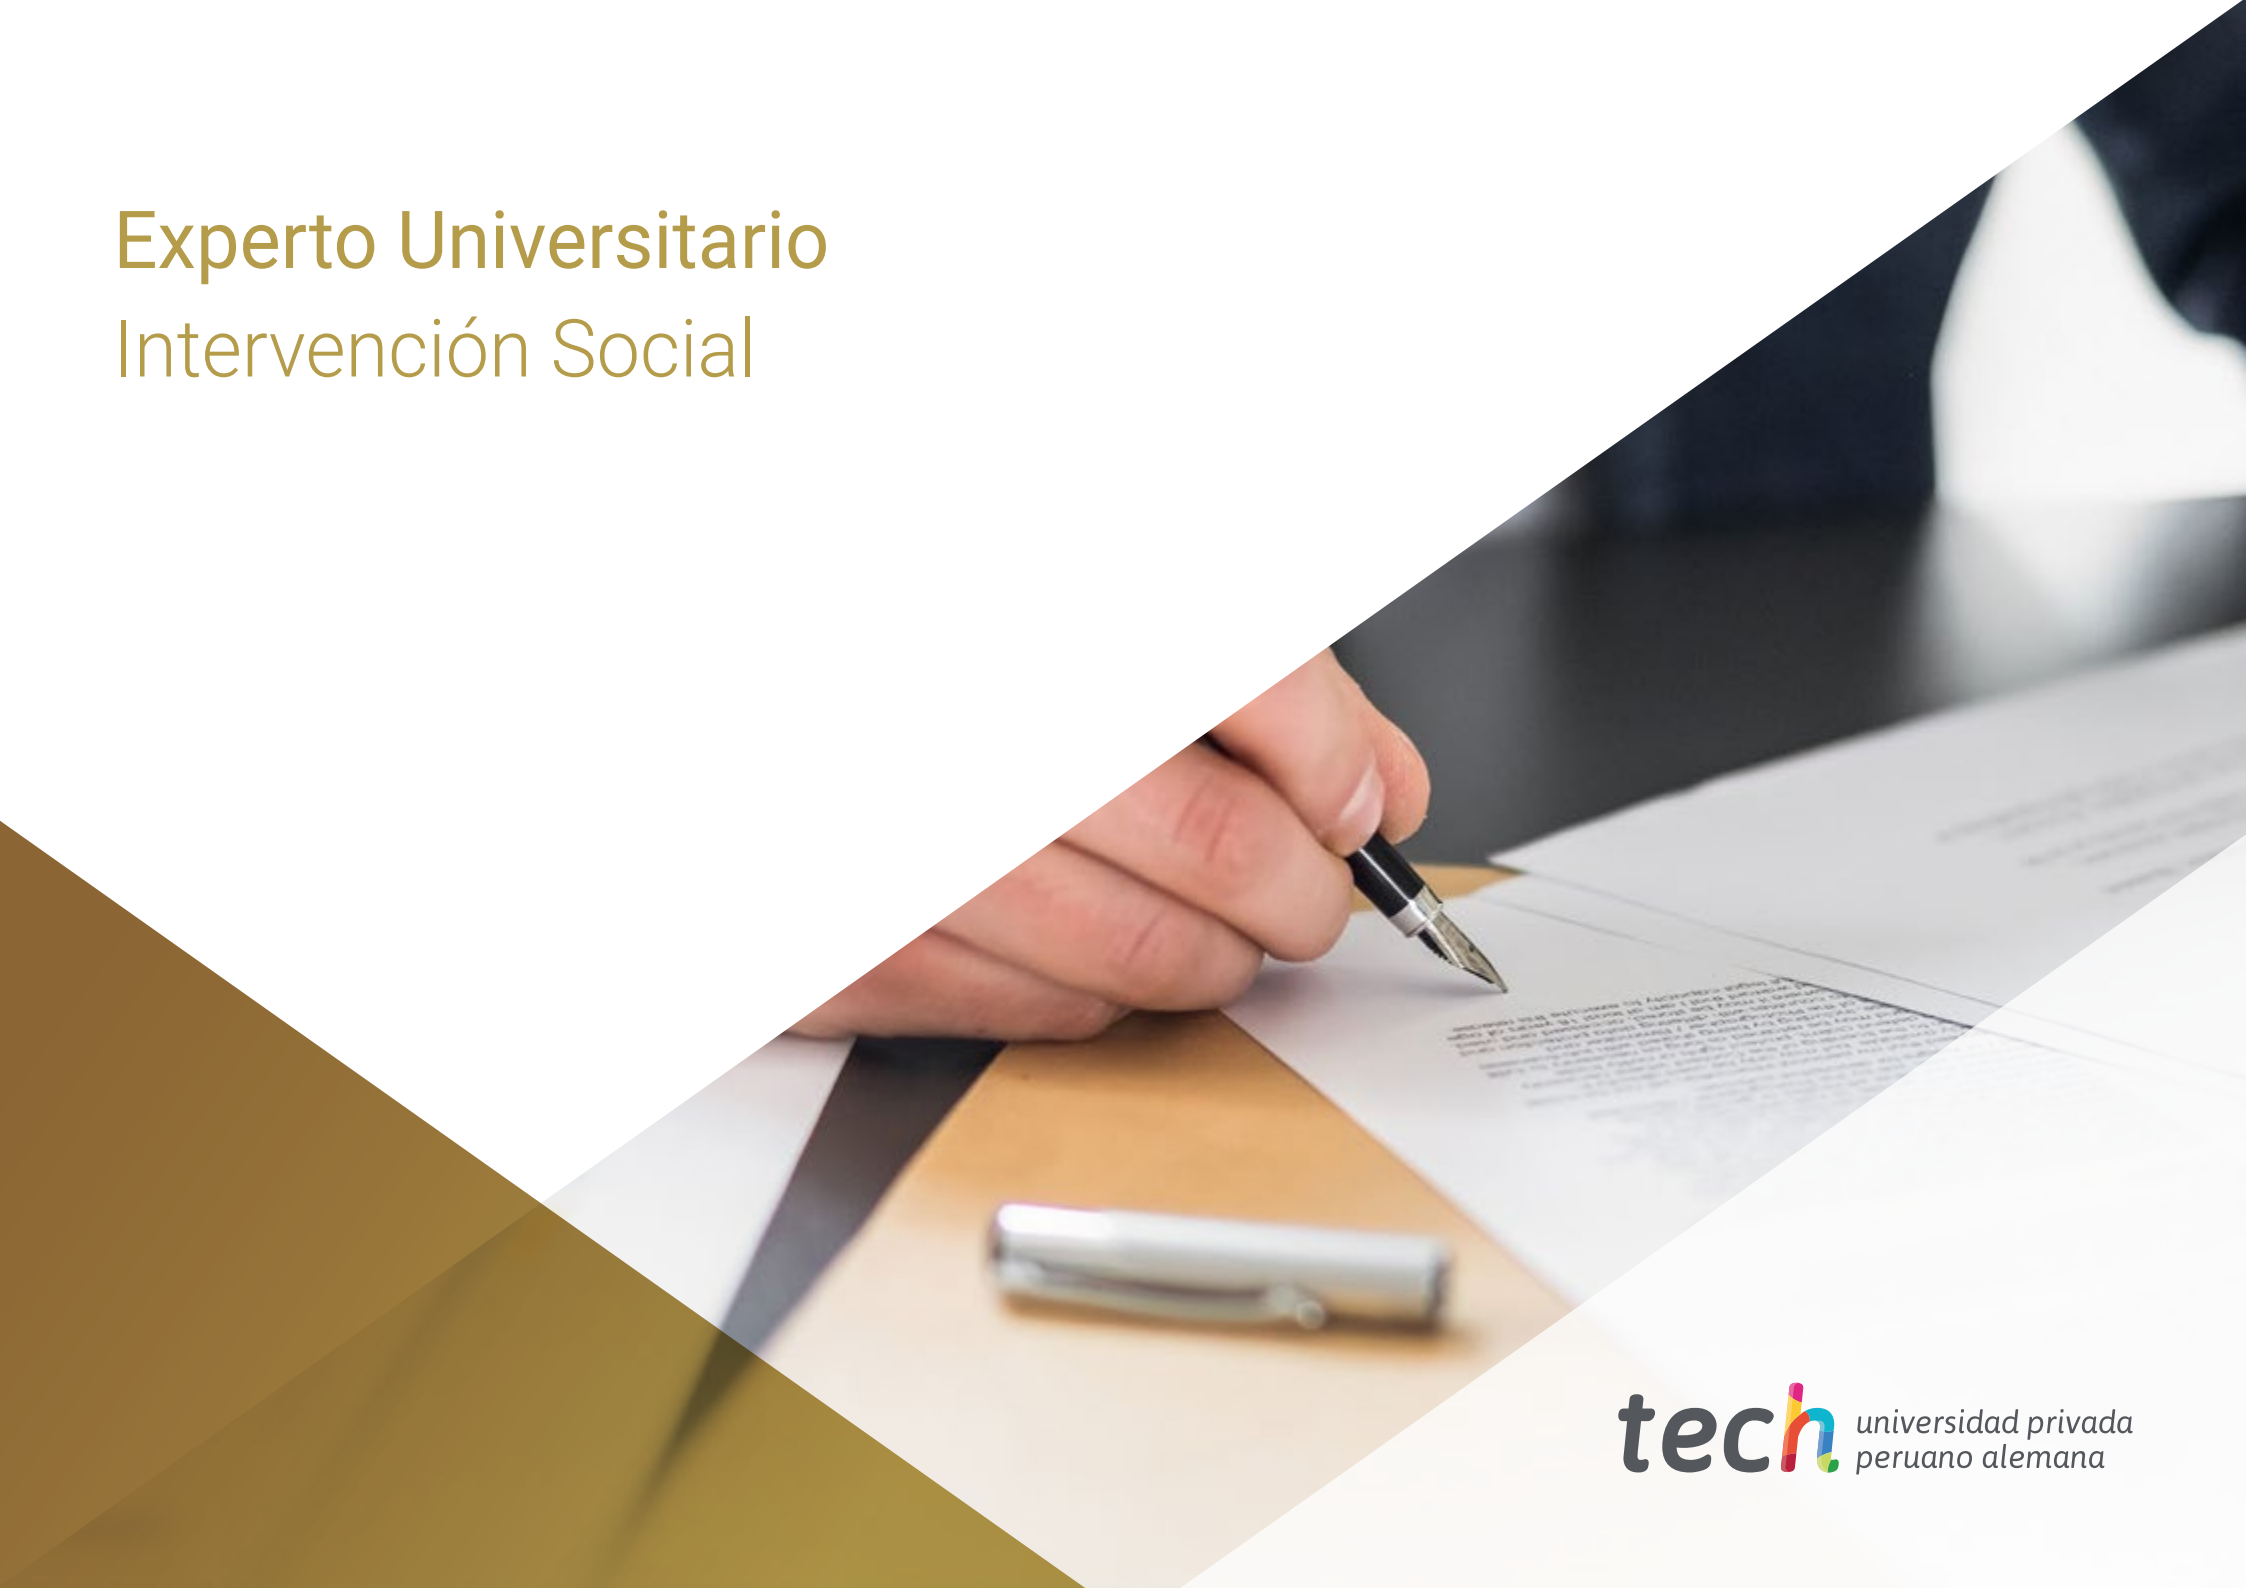 Experto Universitario
Intervención Social
tech universidad privada
peruano alemana